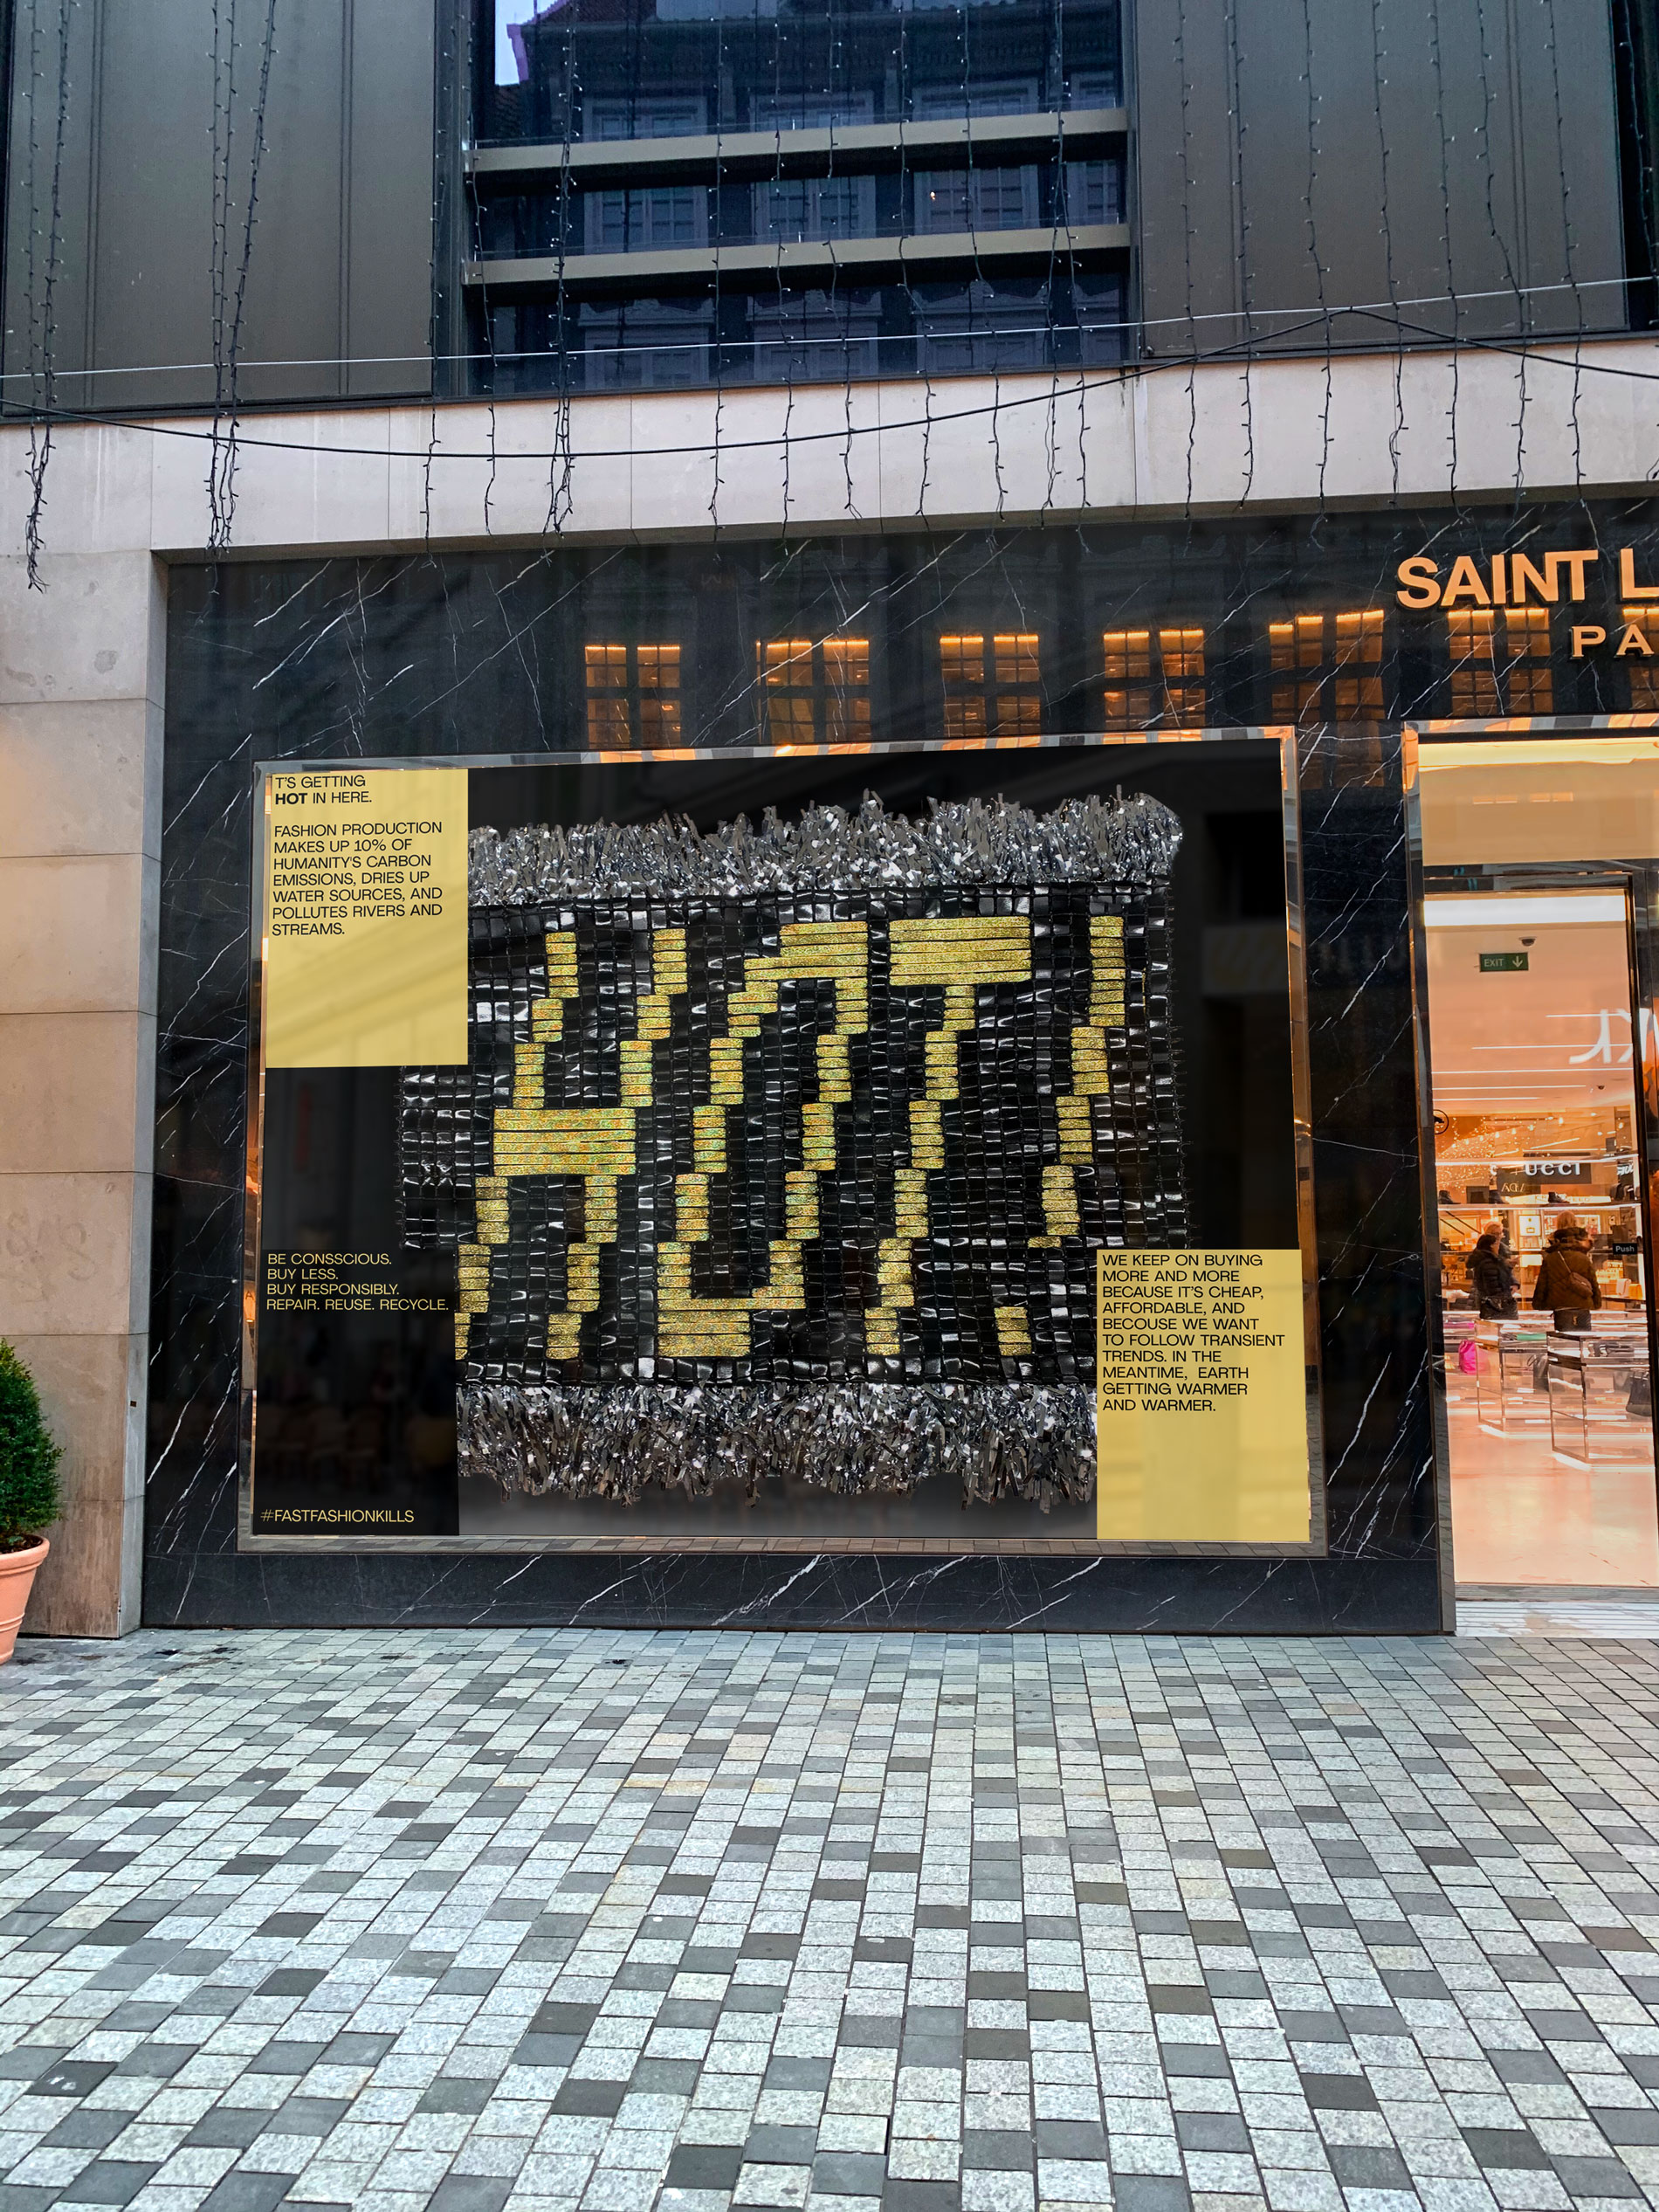 SAINT L
PA
T'S GETTING
HOT IN HERE.
FASHION PRODUCTION
MAKES UP 10% OF
HUMANITY'S CARBON
EMISSIONS, DRIES UP
WATER SOURCES, AND
POLLUTES RIVERS AND
STREAMS.
HOT!
EXIT
UCCI
Push
BE CONSSCIOUS.
BUY LESS.
BUY RESPONSIBLY.
REPAIR. REUSE. RECYCLE.
WE KEEP ON BUYING
MORE AND MORE
BECAUSE IT'S CHEAP,
AFFORDABLE, AND
BECOUSE WE WANT
TO FOLLOW TRANSIENT
TRENDS. IN THE
MEANTIME, EARTH
GETTING WARMER
AND WARMER.
#FASTFASHIONKILLS